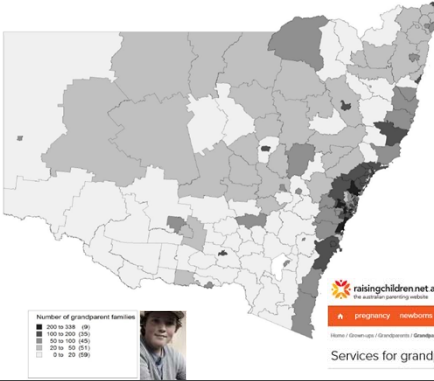 Number of grandparent families
200 to 338 (9)
100 to 200 (35)
50 to 100 (45)
20 to 50 (51)
0 to 20 (59)
raisingchildren.net.a
the australian parenting website
pregnancy newborns
Home / Grown-ups / Grandparents / Grandpa
Services for grand